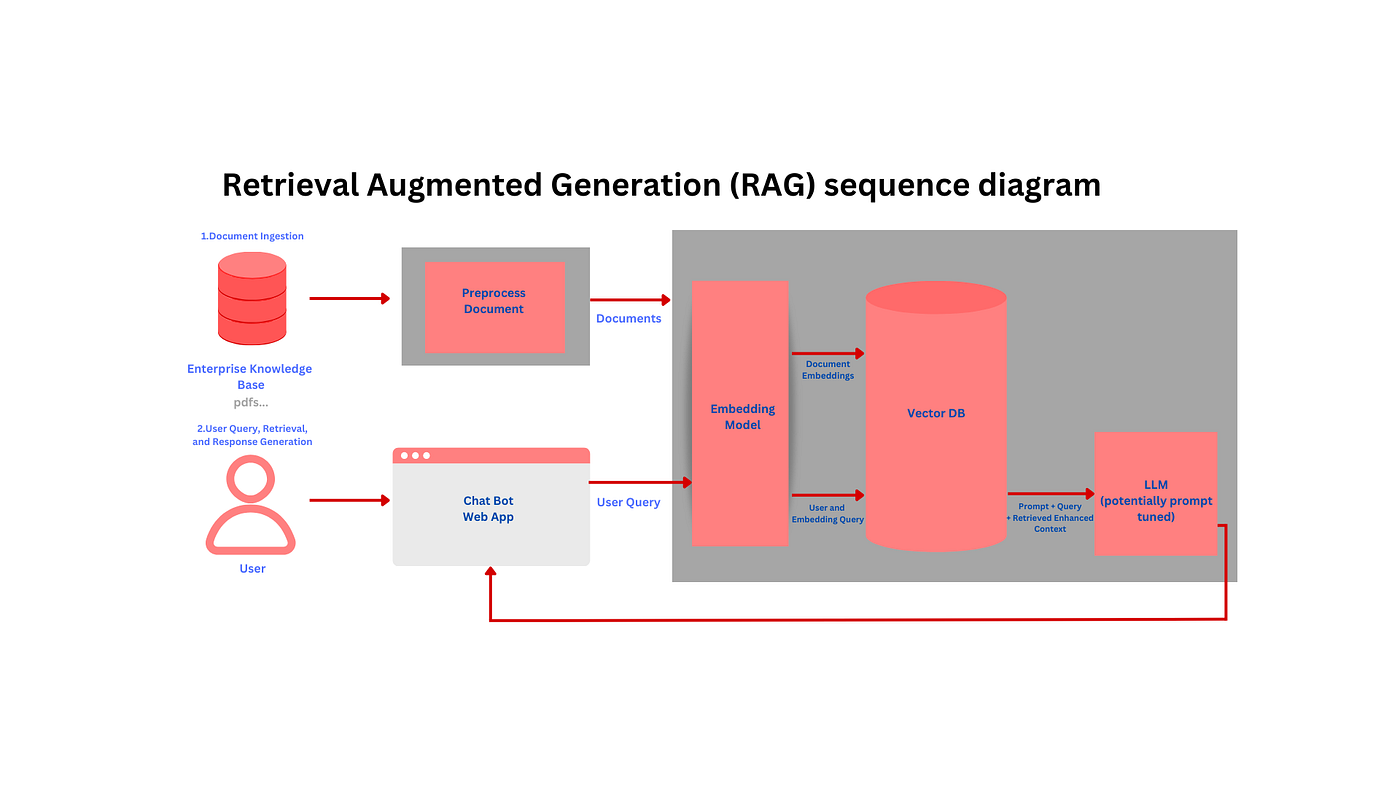 Retrieval Augmented Generation (RAG) sequence diagram
1.Document Ingestion
Enterprise Knowledge
Base
pdfs...
Preprocess
Document
Documents
2.User Query, Retrieval,
and Response Generation
User
Chat Bot
Web App
User Query
Embedding
Model
Document
Embeddings
User and
Embedding Query
Vector DB
Prompt + Query
+ Retrieved Enhanced
Context
LLM
(potentially prompt
tuned)